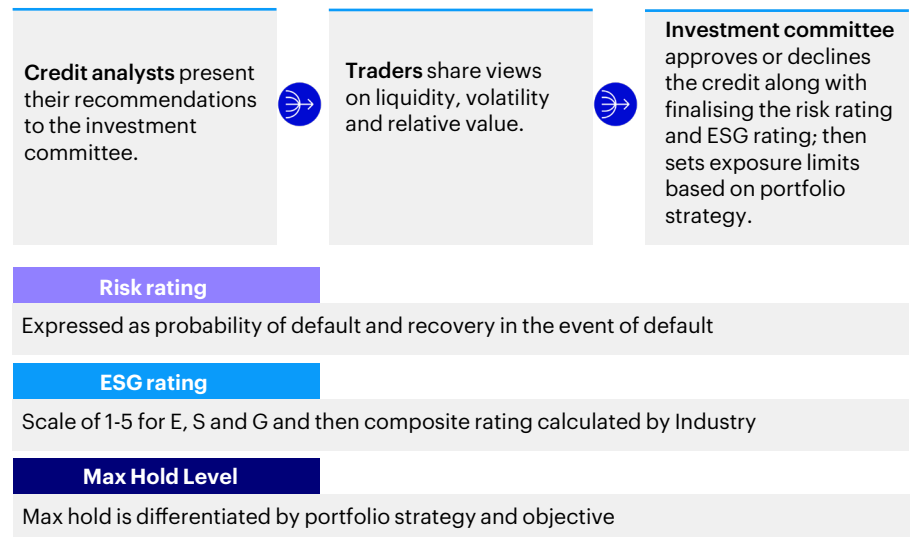 Credit analysts present
their recommendations
to the investment
committee.
Traders share views
on liquidity, volatility
and relative value.
Investment committee
approves or declines
the credit along with
finalising the risk rating
and ESG rating; then
sets exposure limits
based on portfolio
strategy.
Risk rating
Expressed as probability of default and recovery in the event of default
ESG rating
Scale of 1-5 for E, S and G and then composite rating calculated by Industry
Max Hold Level
Max hold is differentiated by portfolio strategy and objective